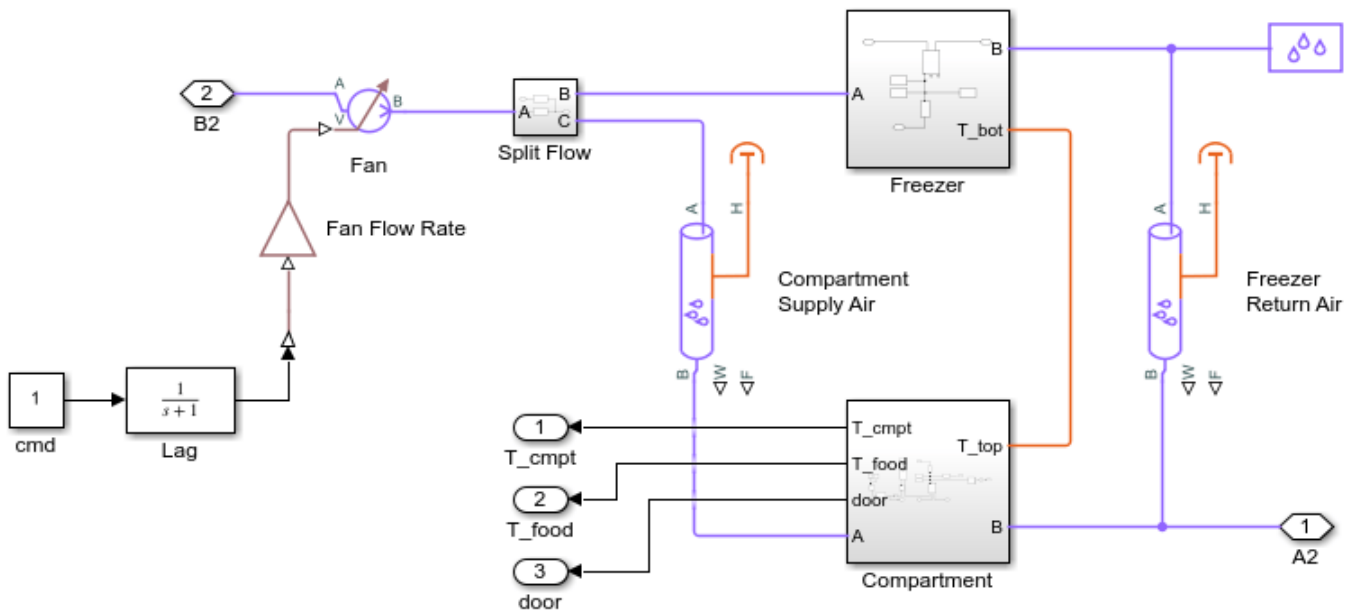 B
A
T_bot
Freezer
2
B2
A
V
B
Fan
A
B
C
Split Flow
Fan Flow Rate
A
H
Compartment
Supply Air
B
W
F
A
H
Freezer
Return Air
B
W
F
1
cmd
1
s+1
Lag
1
T_cmpt
2
T_food
3
door
T_cmpt
T_food
door
A
T_top
B
Compartment
1
A2